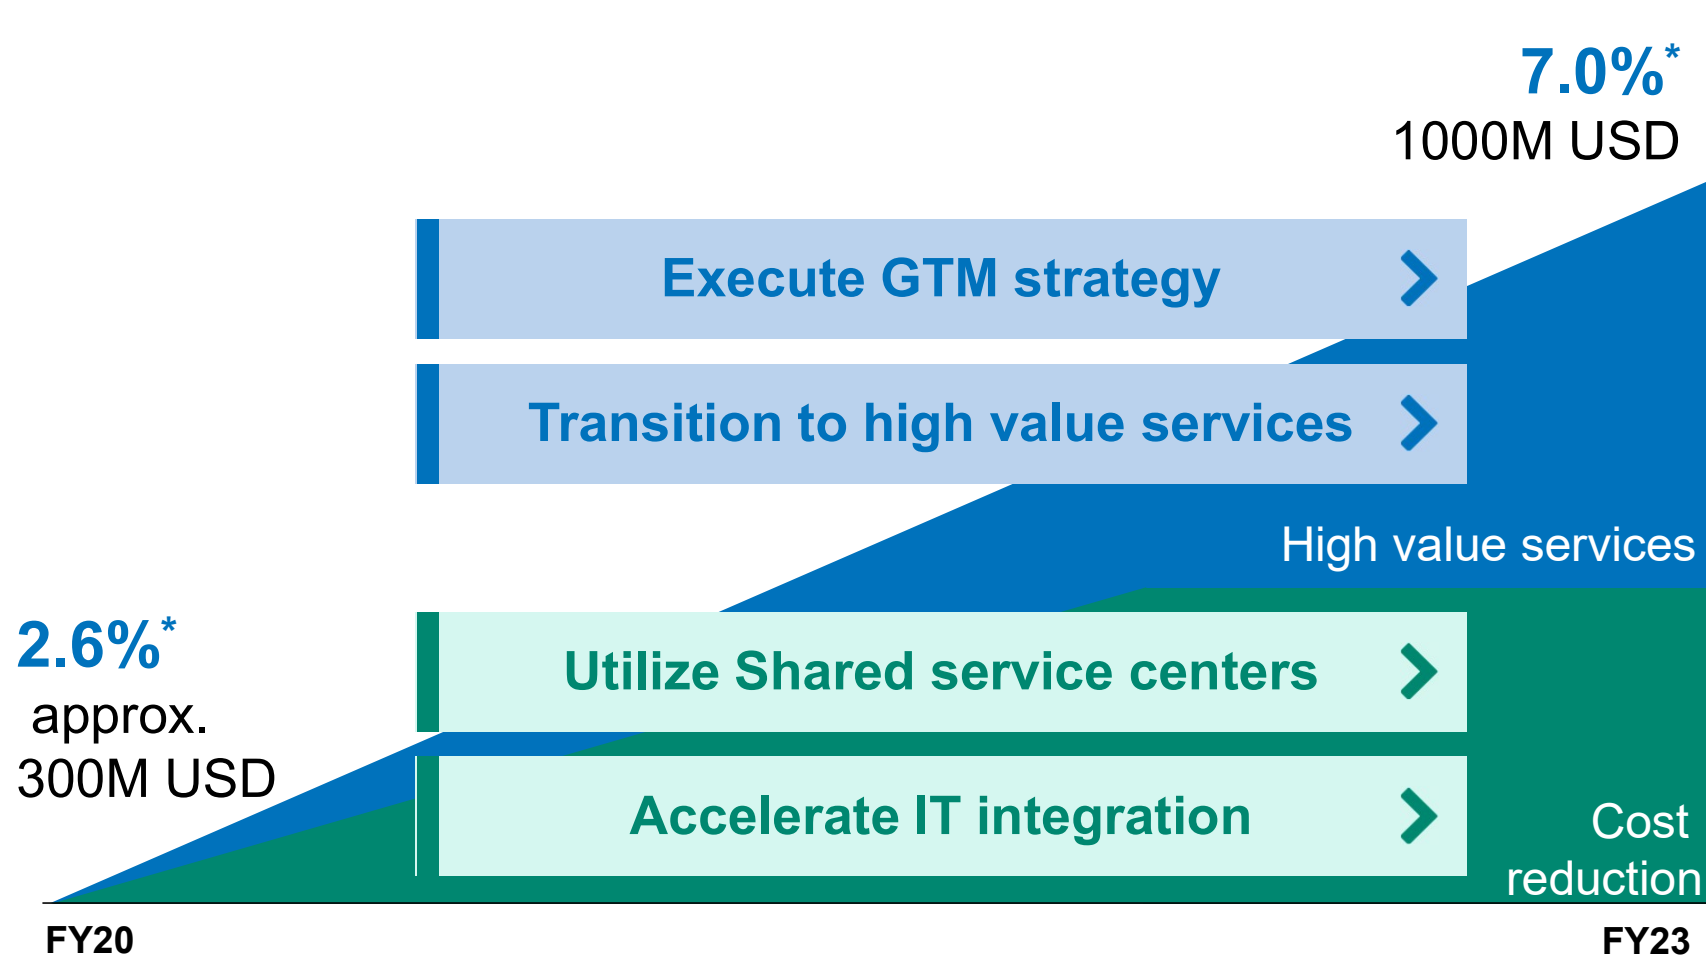 7.0%*
1000M USD
Execute GTM strategy
Transition to high value services
High value services
2.6%*
approx.
300M USD
Utilize Shared service centers
Accelerate IT integration
Cost
reduction
FY20
FY23